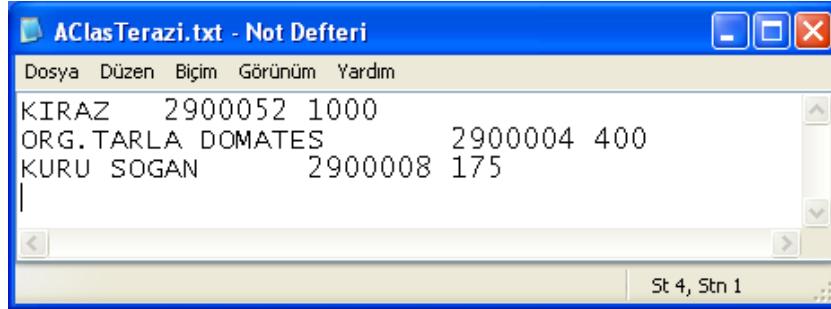 AClasTerazi.txt - Not Defteri
Dosya Düzen Biçim Görünüm Yardım
KIRAZ 2900052 1000
ORG.TARLA DOMATES 2900004 400
KURU SOGAN 2900008 175
St 4, Stn 1